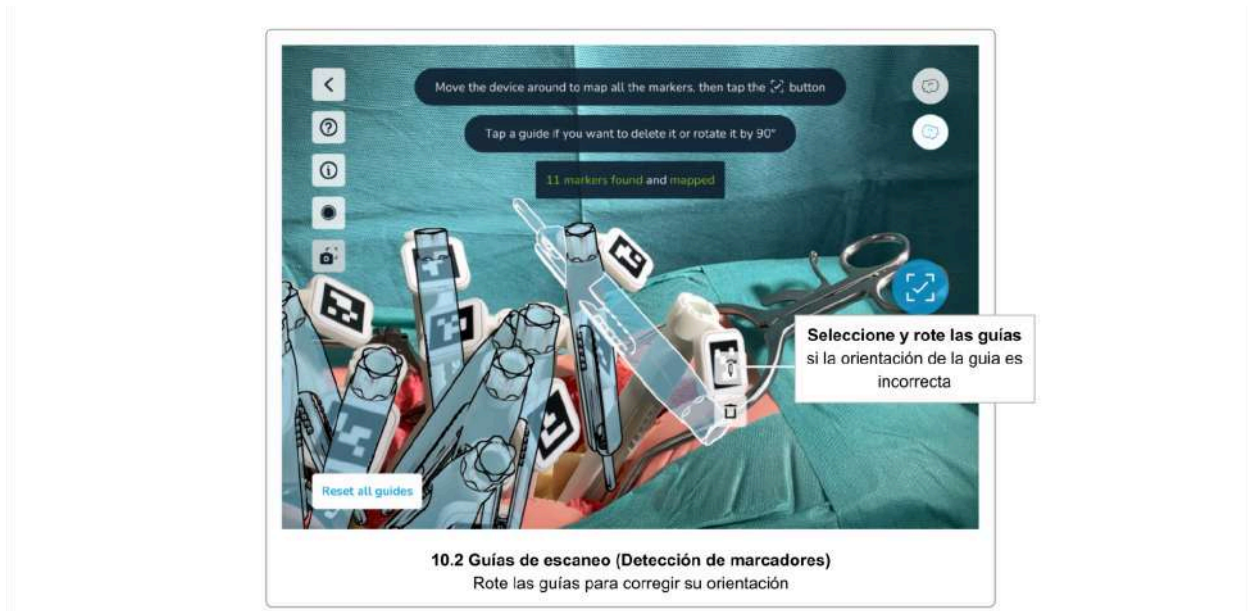 Move the device around to map all the markers, then tap the button
Tap a guide if you want to delete it or rotate it by 90°
11 markers found and mapped
Seleccione y rote las guías
si la orientación de la guia es
incorrecta
Reset all guides
10.2 Guías de escaneo (Detección de marcadores)
Rote las guías para corregir su orientación